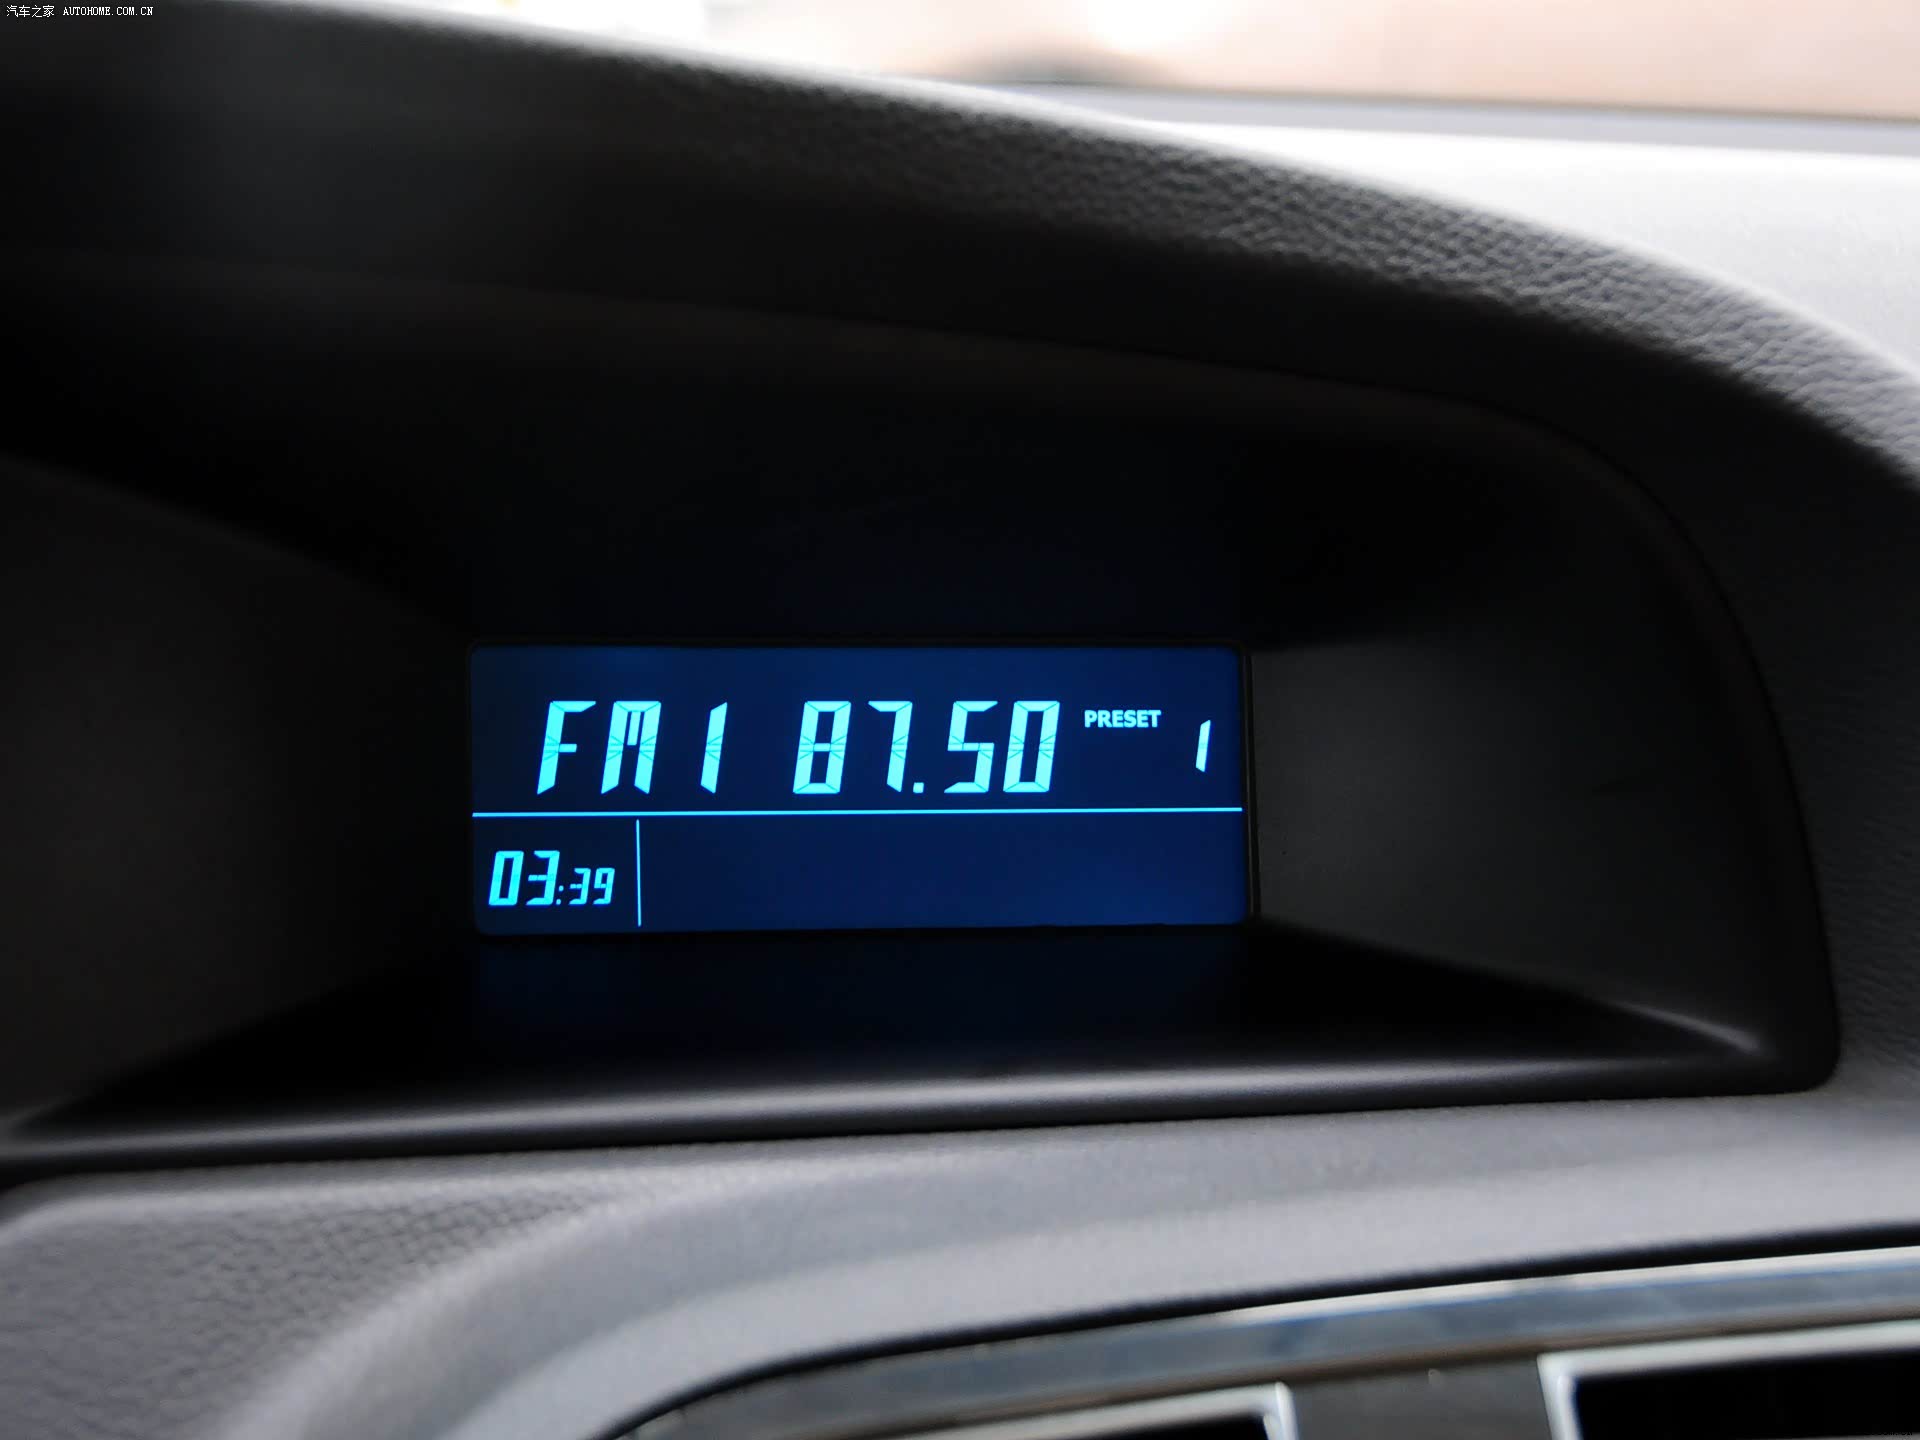 汽车之家 AUTOHOME.COM.CN
FM1 87.50 PRESET 1
03:39